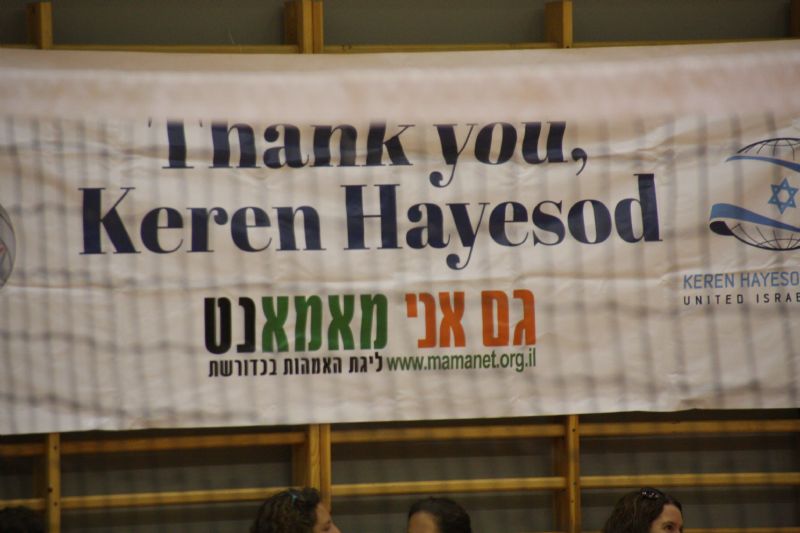 Thank you,
Keren Hayesod
גם אני מאמאנט
ליגת האמהות בכדורשת www.mamanet.org.il
KEREN HAYESO
UNITED ISRAE